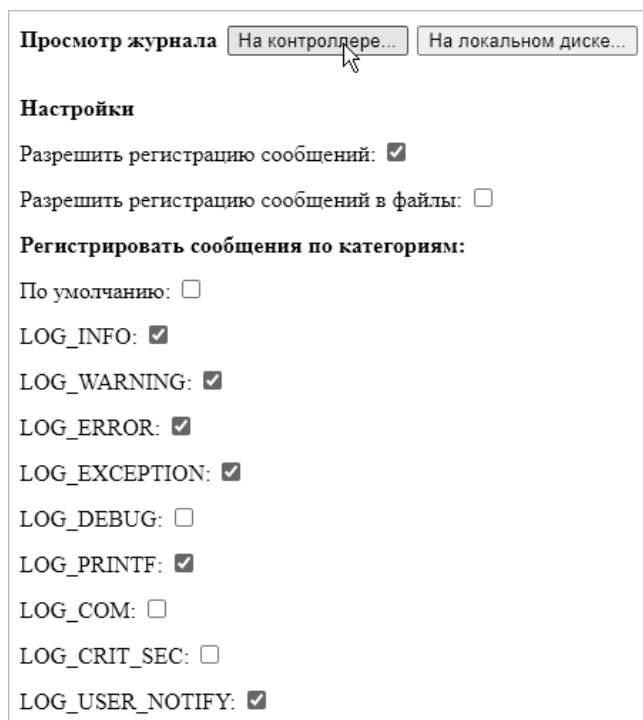 Просмотр журнала На контроллере... На локальном диске...
Настройки
Разрешить регистрацию сообщений:
Разрешить регистрацию сообщений в файлы:
Регистрировать сообщения по категориям:
По умолчанию:
LOG_INFO:
LOG_WARNING:
LOG_ERROR:
LOG_EXCEPTION:
LOG_DEBUG:
LOG_PRINTF:
LOG_COM:
LOG_CRIT_SEC:
LOG_USER_NOTIFY: